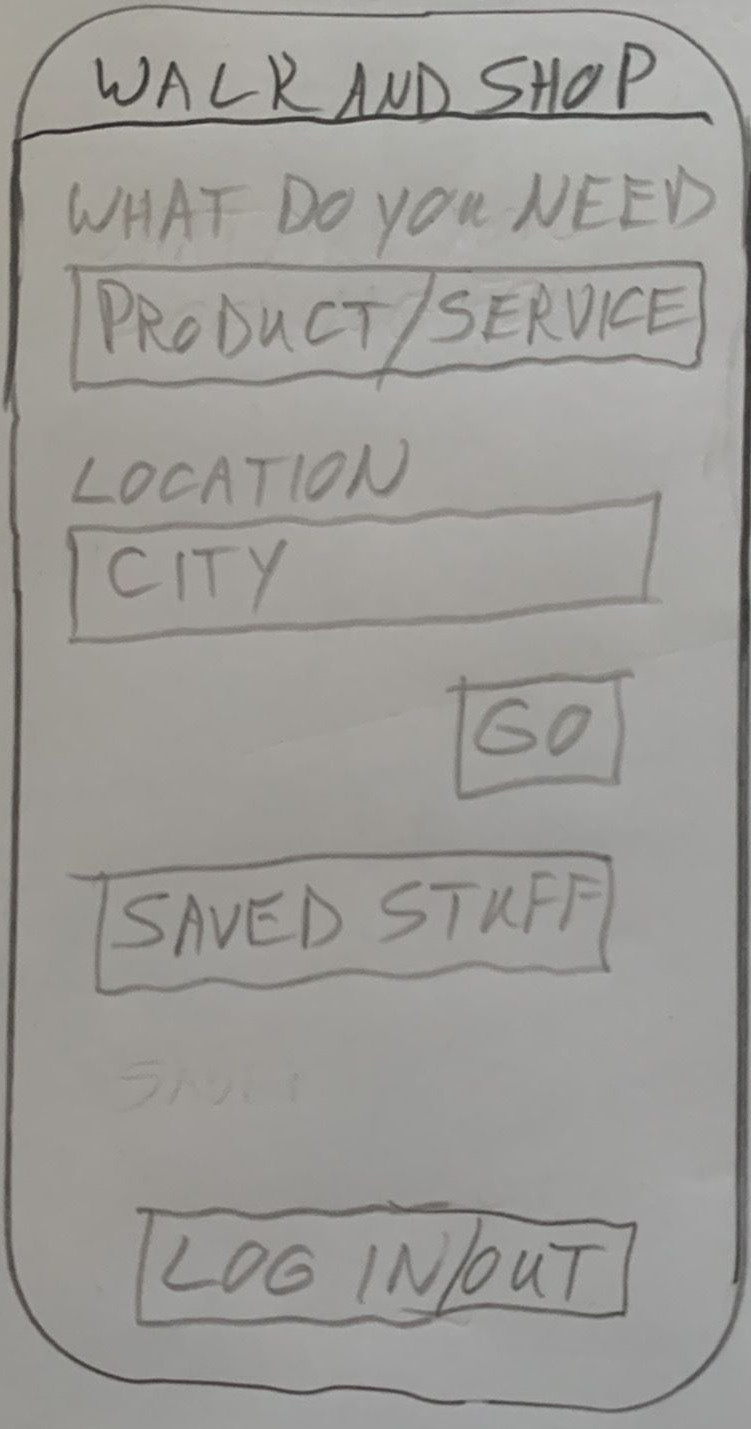 WALK AND SHOP
WHAT DO you NEED
PRODUCT/SERVICE
LOCATION
CITY
GO
SAVED STUFF
LOG IN/OUT